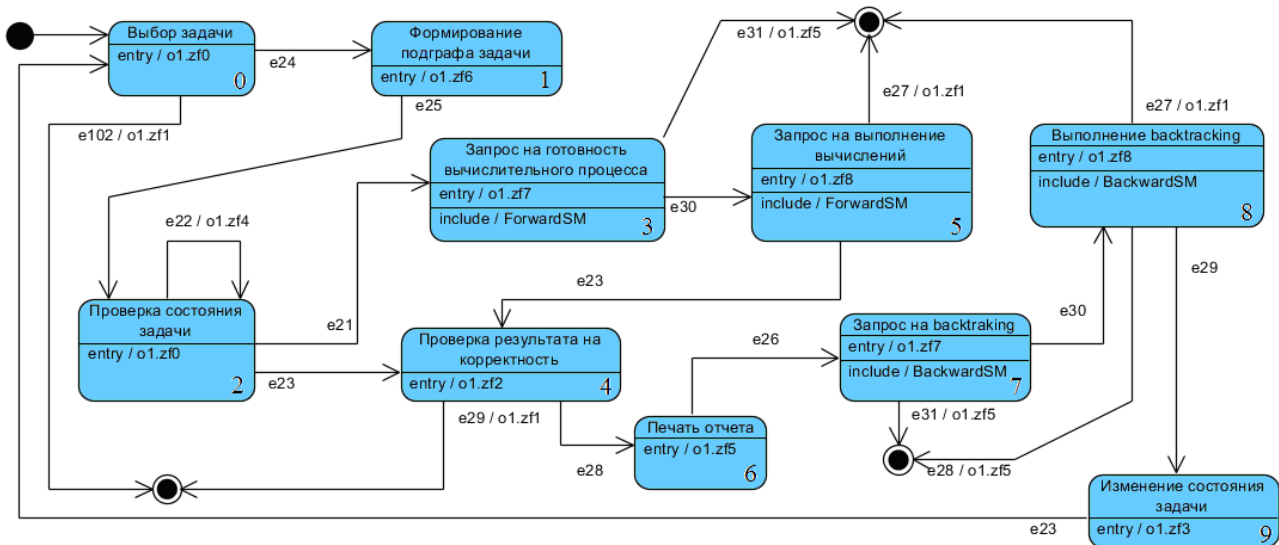 Выбор задачи
entry / o1.zf0
0
e24
Формирование
подграфа задачи
entry / o1.zf6
1
e31 / o1.zf5
e102 / o1.zf1
e25
e27 / o1.zf1
e27 / o1.zf1
Запрос на готовность
вычислительного процесса
entry / o1.zf7
include / ForwardSM
3
e30
Запрос на выполнение
вычислений
entry / o1.zf8
include / ForwardSM
5
Выполнение backtracking
entry / o1.zf8
include / BackwardSM
8
e22 / o1.zf4
e23
e29
Проверка состояния
задачи
entry / o1.zf0
2
e21
e23
Проверка результата на
корректность
entry / o1.zf2
4
e26
Запрос на backtraking
entry / o1.zf7
include / BackwardSM
7
e30
e29 / o1.zf1
e28
Печать отчета
entry / o1.zf5
6
e31 / o1.zf5
e28 / o1.zf5
Изменение состояния
задачи
entry / o1.zf3
9
e23